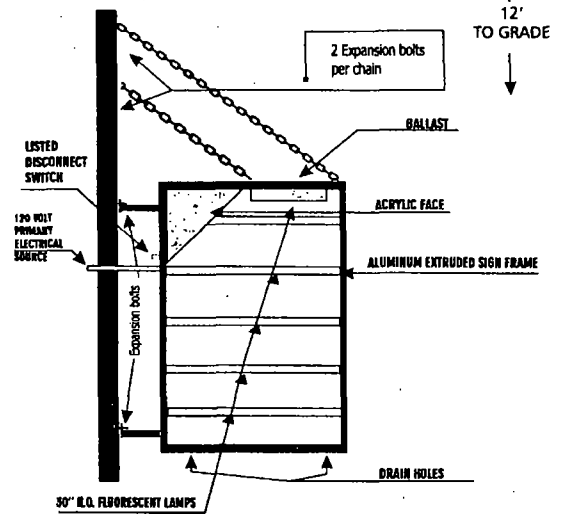 12'
TO GRADE
2 Expansion bolts
per chain
BALLAST
LISTED
DISCONNECT
SWITCH
ACRYLIC FACE
120 VOLT
PRIMARY
ELECTRICAL
SOURCE
ALUMINUM EXTRUDED SIGN FRAME
Expansion bolts
DRAIN HOLES
30" H.O. FLUORESCENT LAMPS